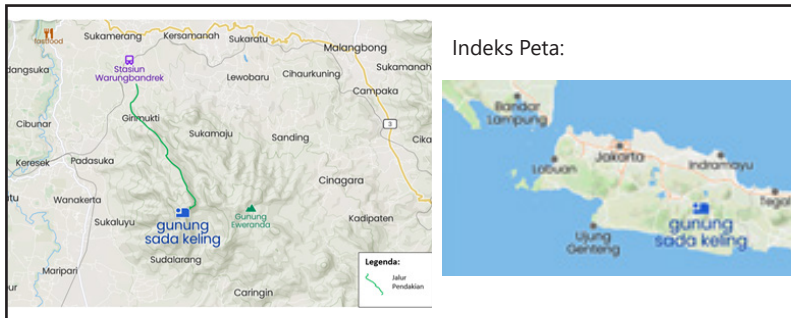 fastfood
Sukamerang
Kersamanah
Sukaratu
Malangbong
dangsuka
Stasiun
Warungbandrek
Lewobaru
Cihaurkuning
Sukamanah
Campaka
Cibunar
Girimukti
3
Sukamaju
Sanding
Cika
Keresek
Padasuka
Cinagara
Wanakerta
tu
Sukaluyu
gunung
sada keling
Gunung
Eweranda
Kadipaten
Sudalarang
Maripari
Caringin
ur
Legenda:
Jalur
Pendakian
Indeks Peta:
Bandar
Lampung
Jakarta
Labuan
Indramayu
Tegal
gunung
sada keling
Ujung
Genteng